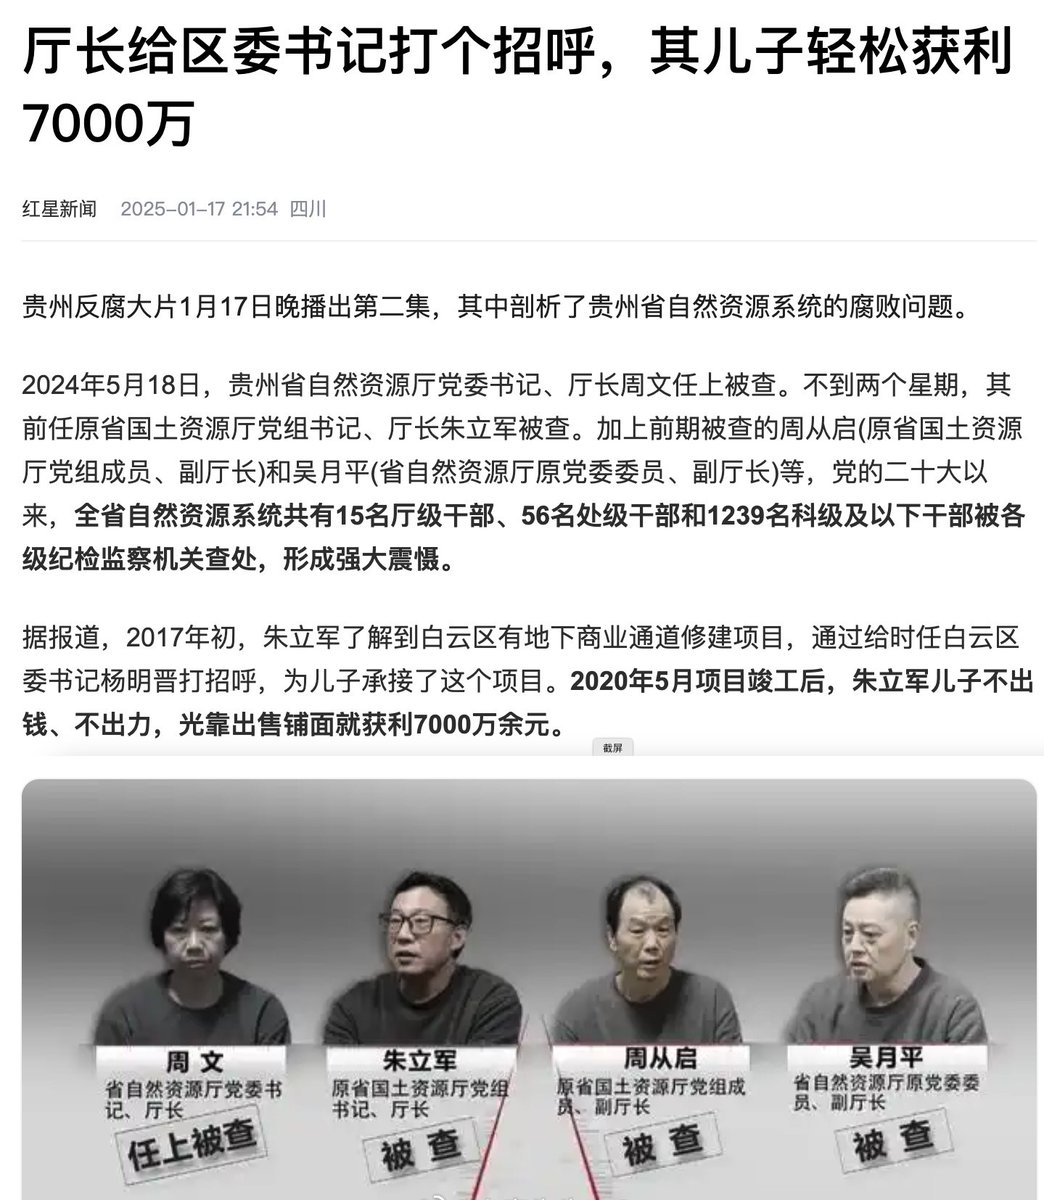 厅长给区委书记打个招呼，其儿子轻松获利
7000万
红星新闻 2025-01-17 21:54 四川
贵州反腐大片1月17日晚播出第二集，其中剖析了贵州省自然资源系统的腐败问题。
2024年5月18日，贵州省自然资源厅党委书记、厅长周文任上被查。不到两个星期，其
前任原省国土资源厅党组书记、厅长朱立军被查。加上前期被查的周从启(原省国土资源
厅党组成员、副厅长)和吴月平(省自然资源厅原党委委员、副厅长)等，党的二十大以
来，全省自然资源系统共有15名厅级干部、56名处级干部和1239名科级及以下干部被各
级纪检监察机关查处，形成强大震慑。
据报道，2017年初，朱立军了解到白云区有地下商业通道修建项目，通过给时任白云区
委书记杨明晋打招呼，为儿子承接了这个项目。2020年5月项目竣工后，朱立军儿子不出
钱、不出力，光靠出售铺面就获利7000万余元。
截屏
周文
省自然资源厅党委书
记、厅长
任上被查
朱立军
原省国土资源厅党组
书记、厅长
被查
周从启
原省国土资源厅党组成
员、副厅长
被查
吴月平
省自然资源厅原党委委
员、副厅长
被查